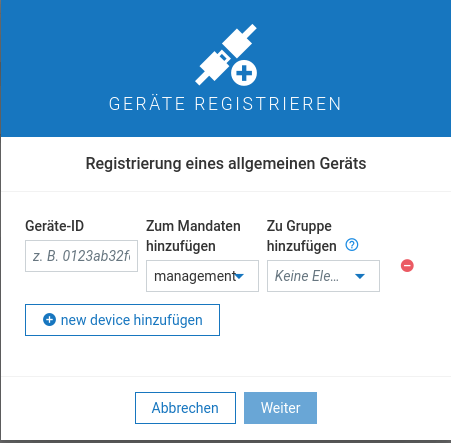 GERÄTE REGISTRIEREN
Registrierung eines allgemeinen Geräts
Geräte-ID
z. B. 0123ab32f
Zum Mandaten
hinzufügen
management
Zu Gruppe
hinzufügen
Keine Ele...
new device hinzufügen
Abbrechen
Weiter